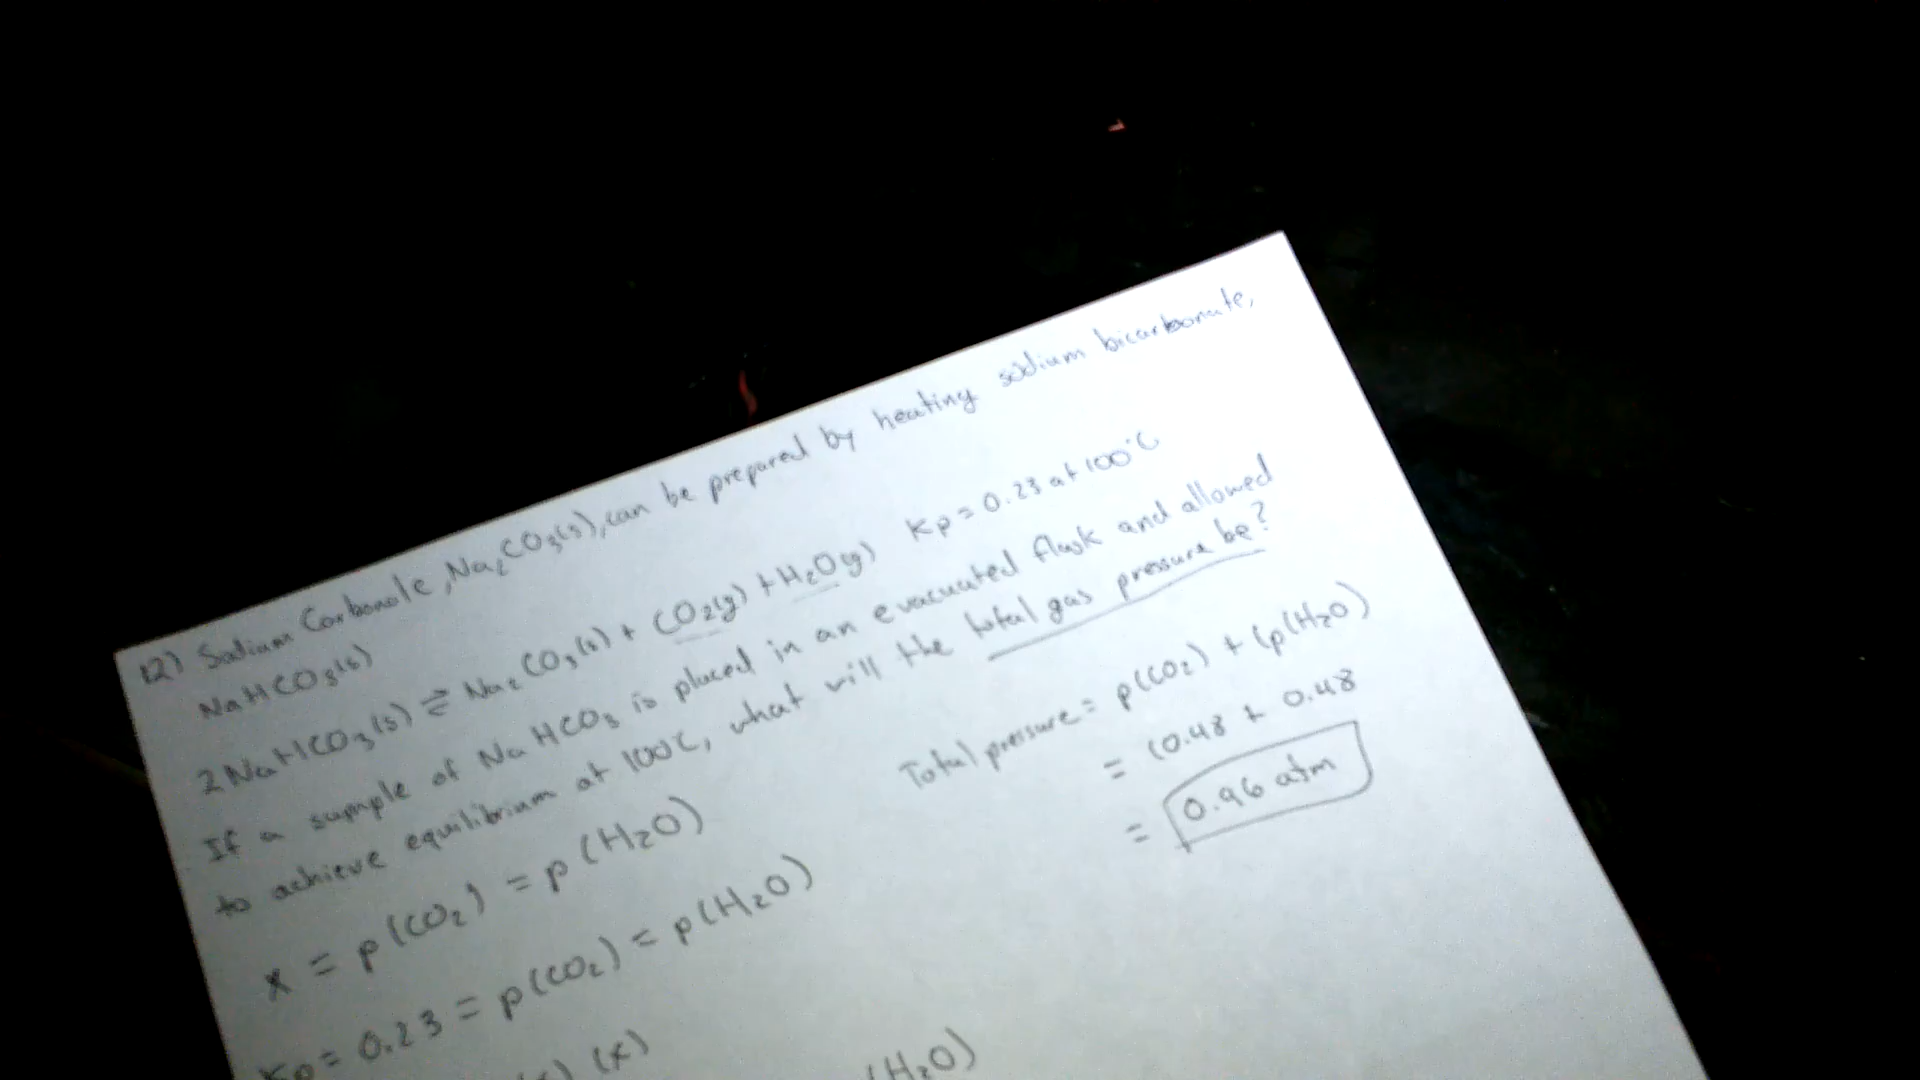 12) Sodium Carbonate, Na2CO3(s), can be prepared by heating sodium bicarbonate,
NaHCO3(s)
2NaHCO3(s) ⇌ Na2CO3(s) + CO2(g) + H2O(g) Kp = 0.23 at 100°C
If a sample of NaHCO3 is placed in an evacuated flask and allowed
to achieve equilibrium at 100°C, what will the total gas pressure be?
x = p(CO2) = p(H2O)
Kp = 0.23 = p(CO2) = p(H2O)
(x)
(H2O)
Total pressure = p(CO2) + (p(H2O)
= (0.48 + 0.48
= 0.96 atm